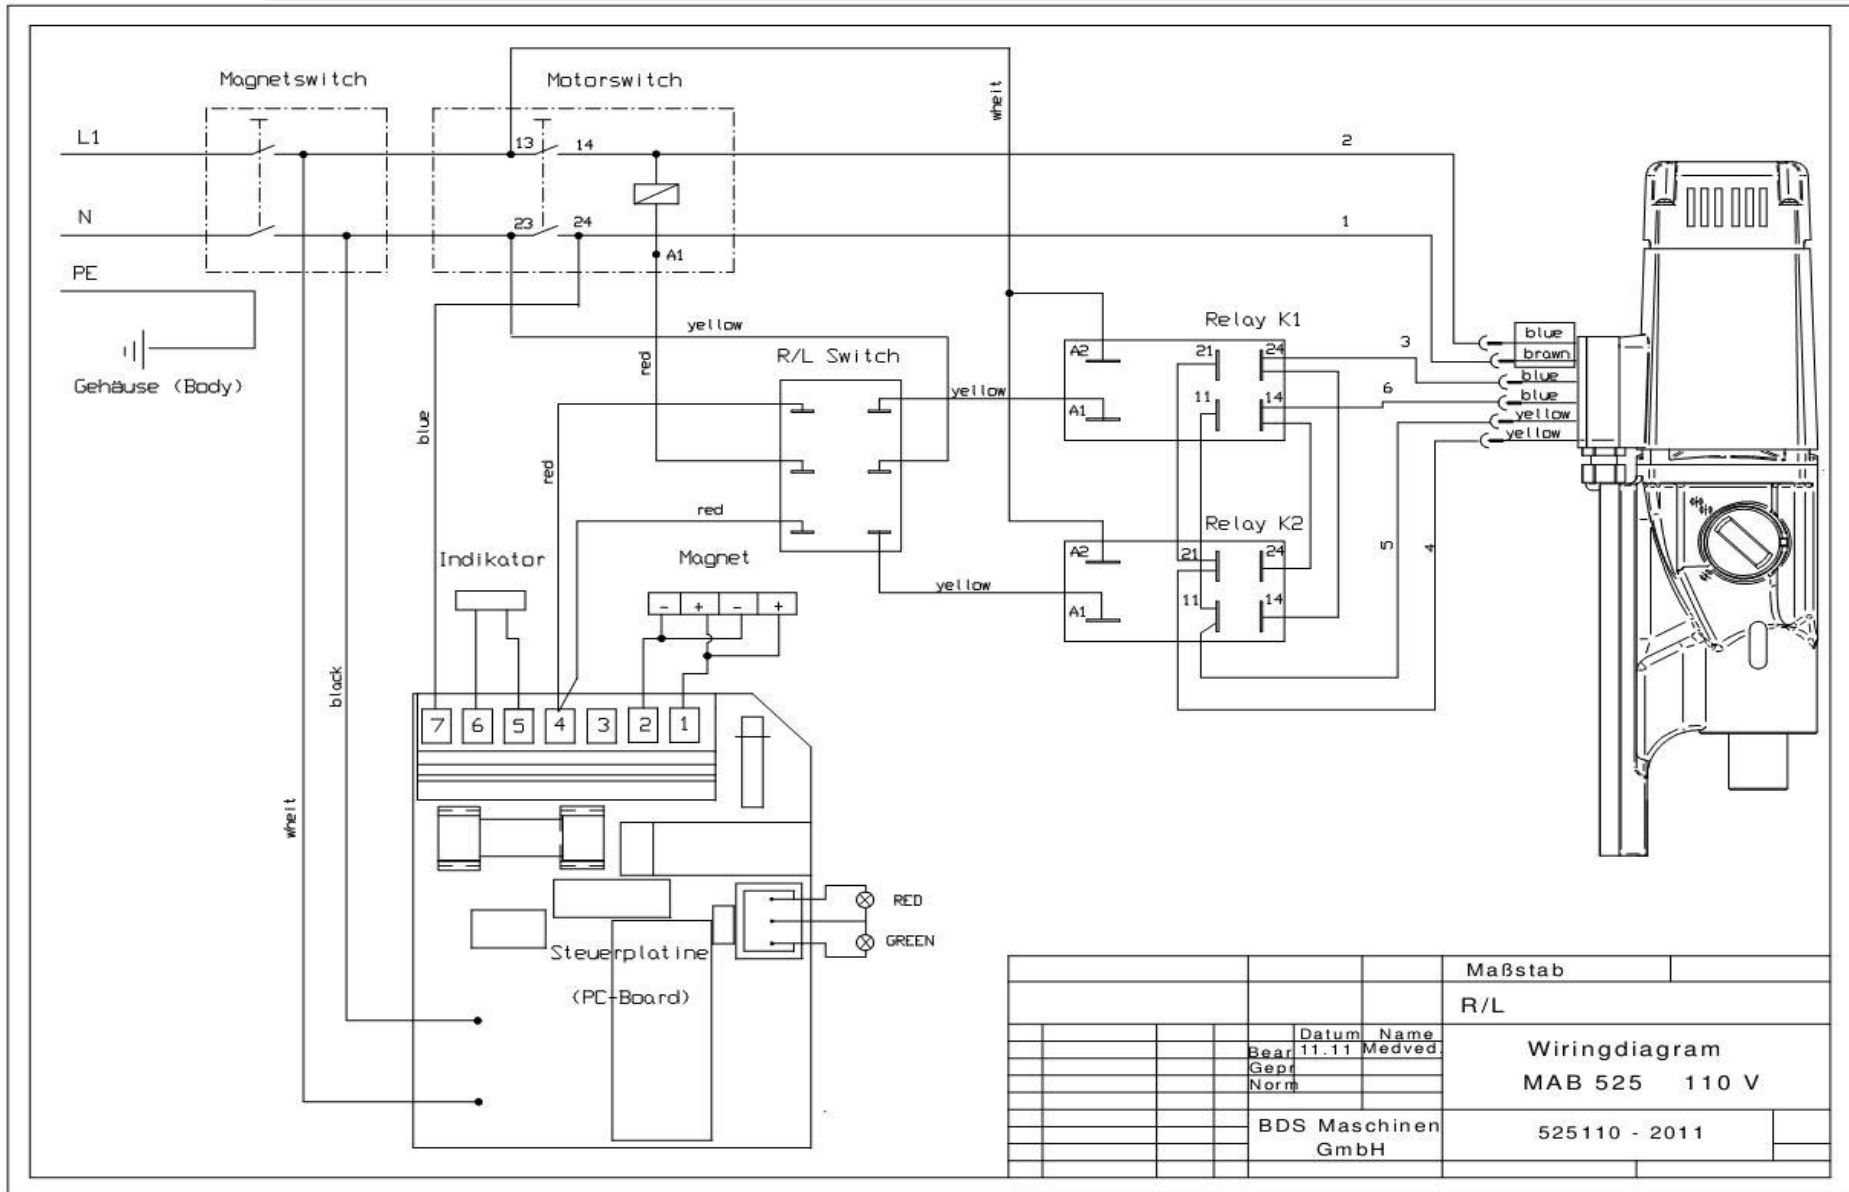 Magnetswitch
Motorswitch
wheit
L1
13
14
2
N
23
24
1
A1
PE
Gehäuse (Body)
yellow
red
R/L Switch
Relay K1
A2
21
24
3
blue
brawn
blue
blue
yellow
yellow
6
yellow
A1
11
14
blue
red
red
Relay K2
A2
21
24
5
4
Indikator
Magnet
yellow
A1
11
14
- + - +
black
7 6 5 4 3 2 1
wheit
RED
GREEN
Steuerplatine
(PC-Board)
Maßstab
R/L
Datum Name
Bear 11.11 Medved.
Gepr
Norm
Wiringdiagram
MAB 525 110 V
BDS Maschinen
GmbH
525110 - 2011